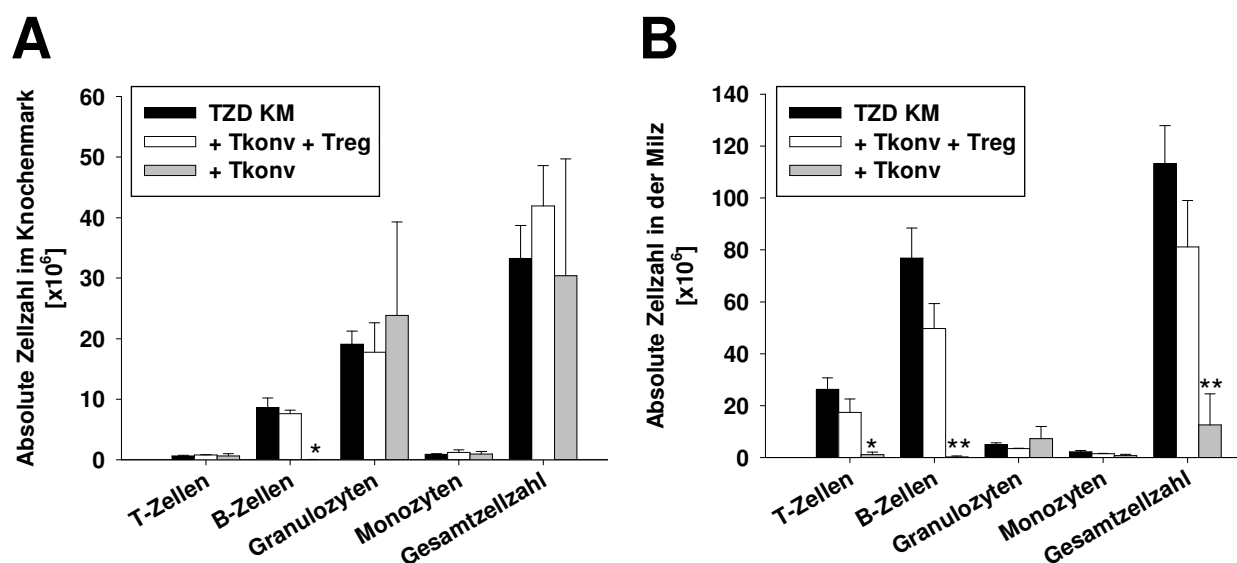 A
Absolute Zellzahl im Knochenmark
[x10⁶]
60
50
40
30
20
10
0
TZD KM
+ Tkonv + Treg
+ Tkonv
*
T-Zellen
B-Zellen
Granulozyten
Monozyten
Gesamtzellzahl
B
Absolute Zellzahl in der Milz
[x10⁶]
140
120
100
80
60
40
20
0
TZD KM
+ Tkonv + Treg
+ Tkonv
*
**
**
T-Zellen
B-Zellen
Granulozyten
Monozyten
Gesamtzellzahl